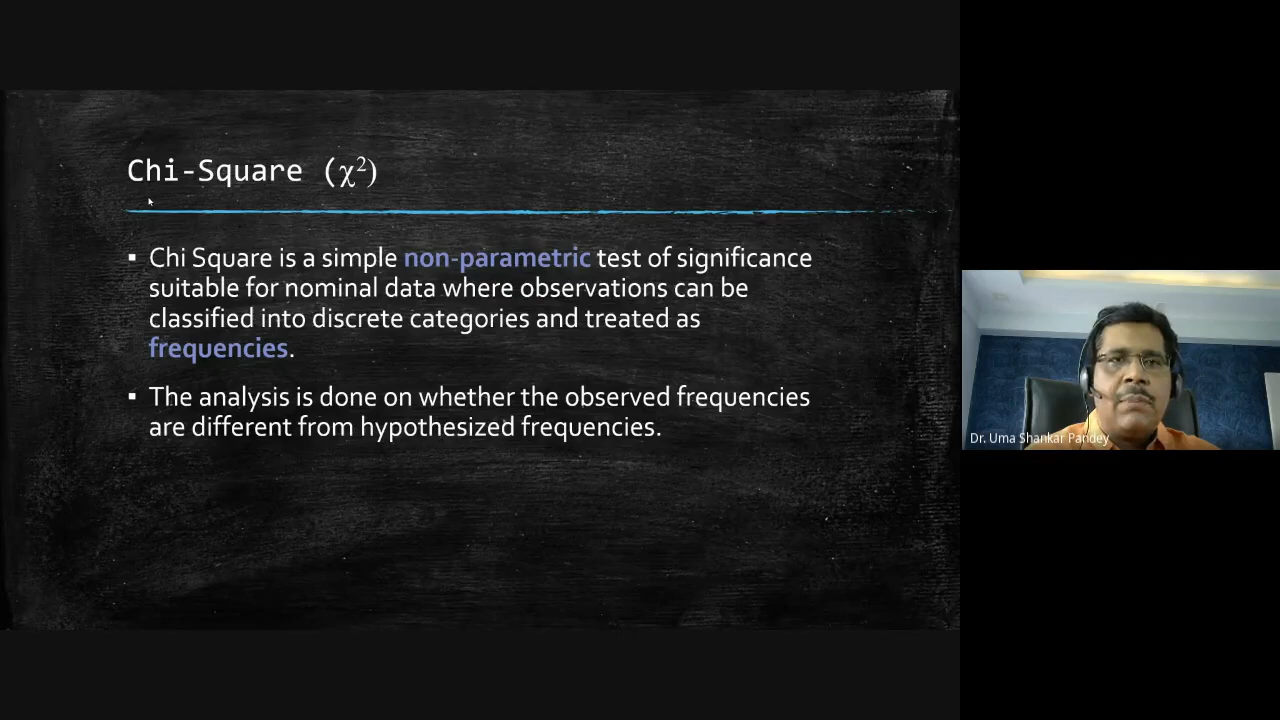 Chi-Square (χ²)
▪ Chi Square is a simple non-parametric test of significance
suitable for nominal data where observations can be
classified into discrete categories and treated as
frequencies.
▪ The analysis is done on whether the observed frequencies
are different from hypothesized frequencies.
Dr. Uma Shankar Pandey